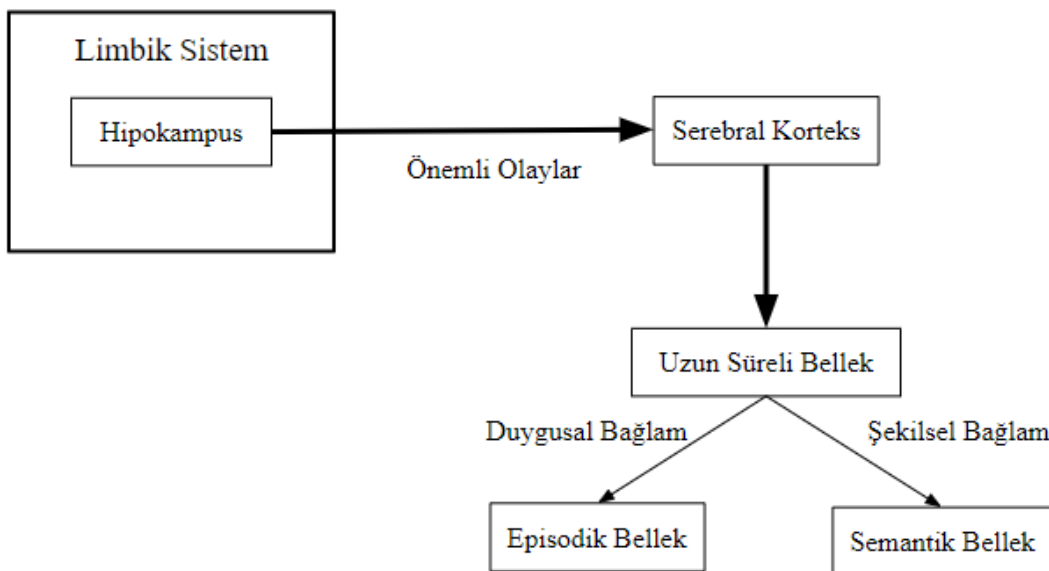 Limbik Sistem
Hipokampus
Serebral Korteks
Önemli Olaylar
Uzun Süreli Bellek
Duygusal Bağlam
Şekilsel Bağlam
Episodik Bellek
Semantik Bellek